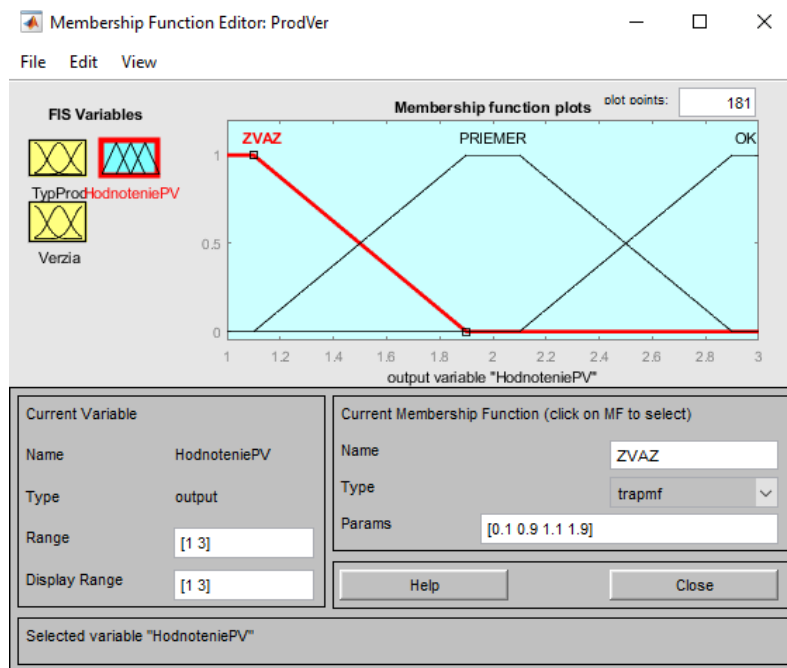 Membership Function Editor: ProdVer
File Edit View
FIS Variables
Membership function plots
plot points:
181
TypProd
HodnoteniePV
Verzia
ZVAZ
PRIEMER
OK
1
0.5
0
1 1.2 1.4 1.6 1.8 2 2.2 2.4 2.6 2.8 3
output variable "HodnoteniePV"
Current Variable
Name HodnoteniePV
Type output
Range [1 3]
Display Range [1 3]
Current Membership Function (click on MF to select)
Name ZVAZ
Type trapmf
Params [0.1 0.9 1.1 1.9]
Help Close
Selected variable "HodnoteniePV"